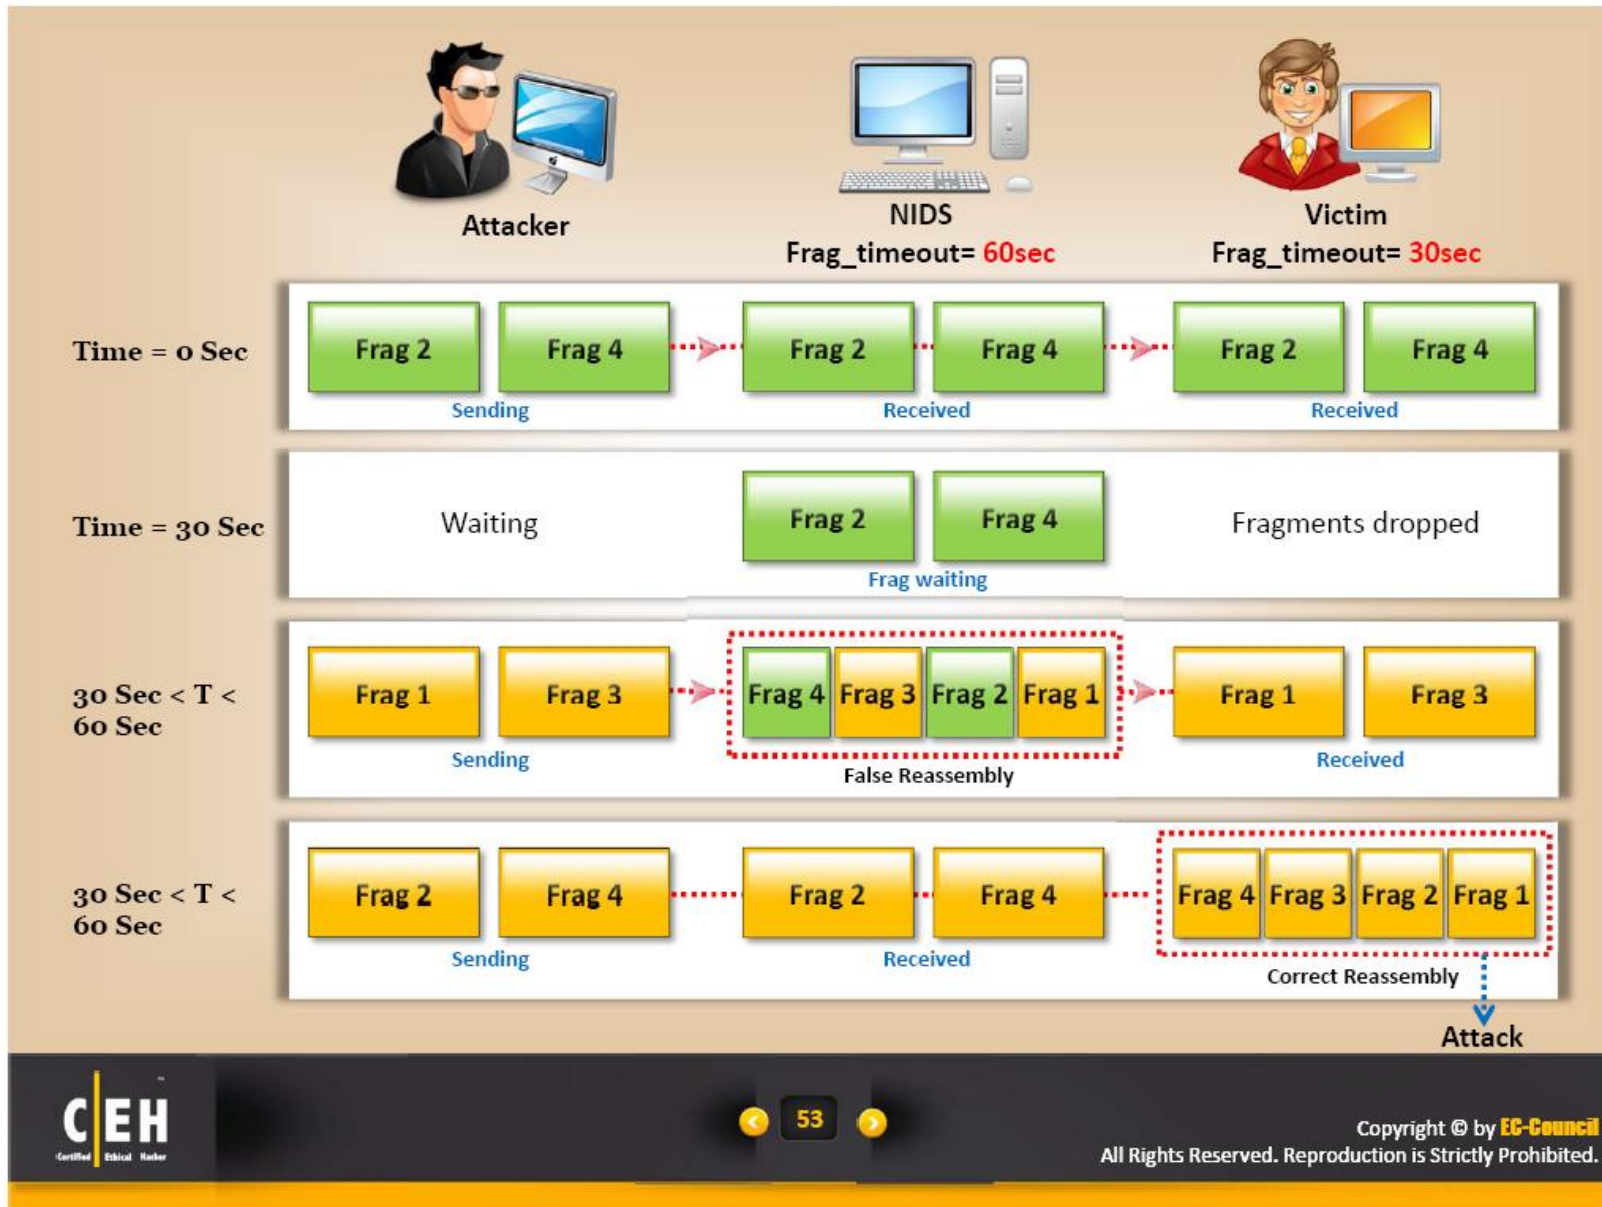 Attacker
NIDS
Frag_timeout= 60sec
Victim
Frag_timeout= 30sec
Time = 0 Sec
Frag 2
Frag 4
Sending
Frag 2
Frag 4
Received
Frag 2
Frag 4
Received
Time = 30 Sec
Waiting
Frag 2
Frag 4
Frag waiting
Fragments dropped
30 Sec < T <
60 Sec
Frag 1
Frag 3
Sending
Frag 4
Frag 3
Frag 2
Frag 1
False Reassembly
Frag 1
Frag 3
Received
30 Sec < T <
60 Sec
Frag 2
Frag 4
Sending
Frag 2
Frag 4
Received
Frag 4
Frag 3
Frag 2
Frag 1
Correct Reassembly
Attack
CEH
™
Certified Ethical Hacker
53
Copyright © by EC-Council
All Rights Reserved. Reproduction is Strictly Prohibited.